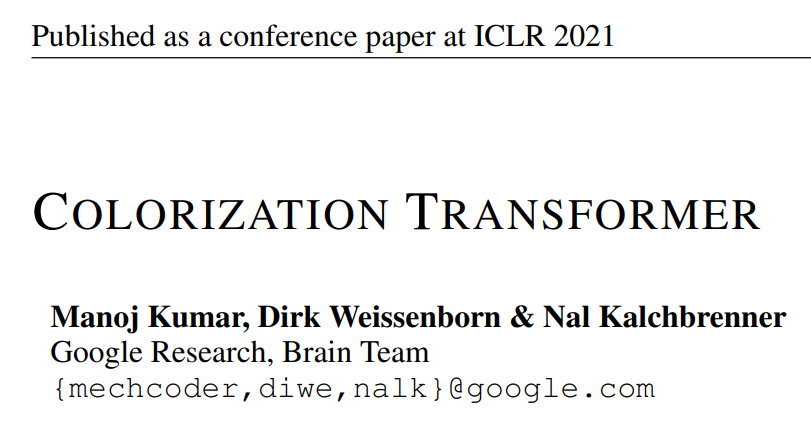 Published as a conference paper at ICLR 2021
COLORIZATION TRANSFORMER
Manoj Kumar, Dirk Weissenborn & Nal Kalchbrenner
Google Research, Brain Team
{mechcoder,diwe,nalk}@google.com